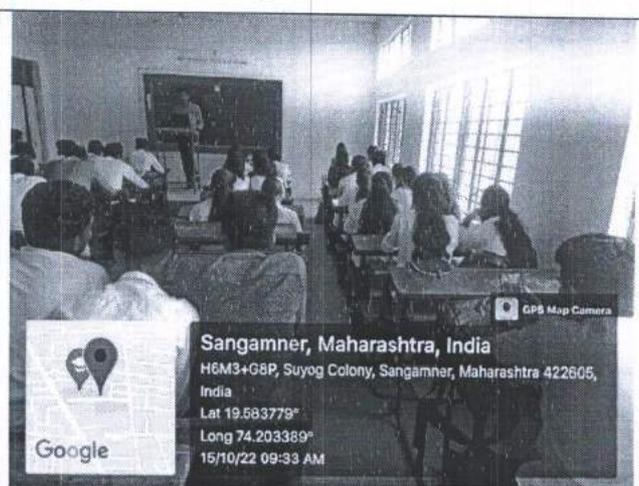 GPS Map Camera
Sangamner, Maharashtra, India
H6M3+G8P, Suyog Colony, Sangamner, Maharashtra 422605,
India
Lat 19.583779°
Long 74.203389°
15/10/22 09:33 AM
Google